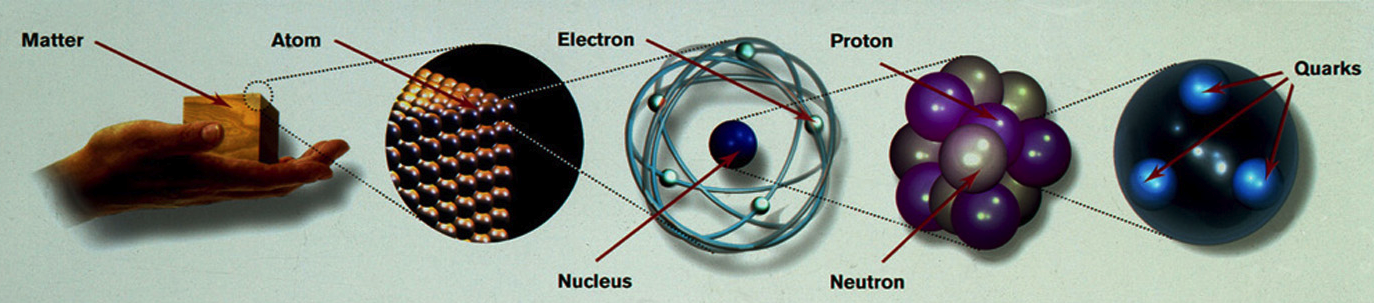 Matter
Atom
Electron
Proton
Quarks
Nucleus
Neutron